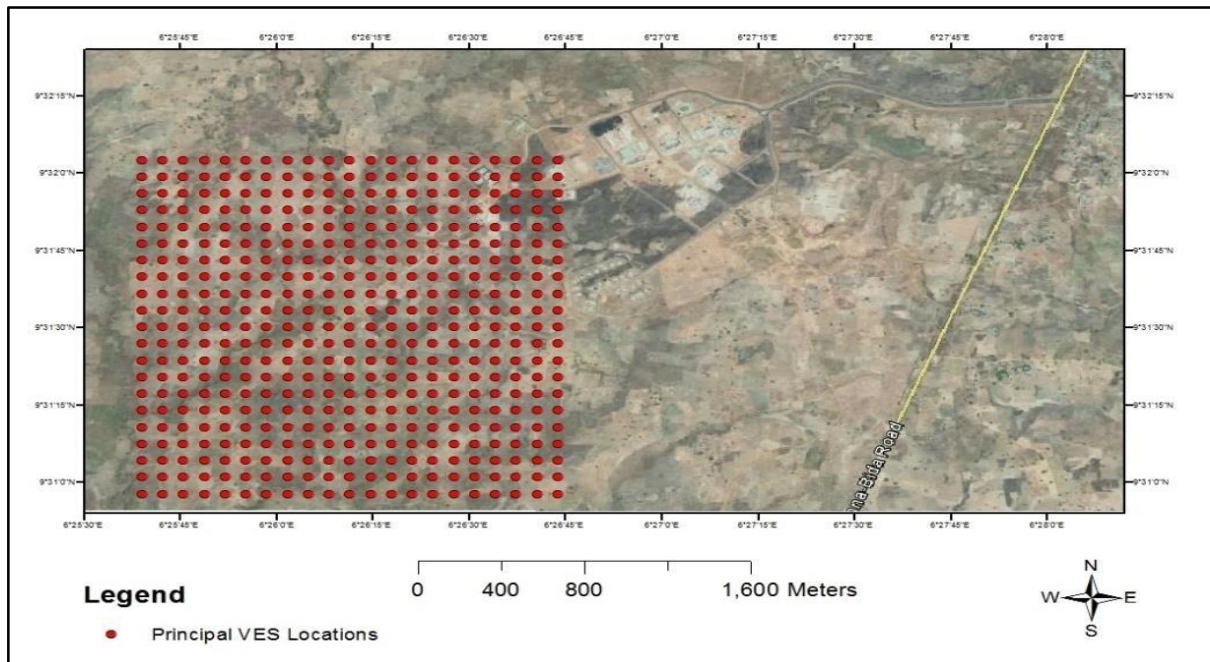 6°25'45"E 6°26'0"E 6°26'15"E 6°26'30"E 6°26'45"E 6°27'0"E 6°27'15"E 6°27'30"E 6°27'45"E 6°28'0"E
9°32'15"N 9°32'15"N
9°32'0"N 9°32'0"N
9°31'45"N 9°31'45"N
9°31'30"N 9°31'30"N
9°31'15"N 9°31'15"N
na-Bida Road
9°31'0"N 9°31'0"N
6°25'30"E 6°25'45"E 6°26'0"E 6°26'15"E 6°26'30"E 6°26'45"E 6°27'0"E 6°27'15"E 6°27'30"E 6°27'45"E 6°28'0"E
0 400 800 1,600 Meters
N
W E
S
Legend
Principal VES Locations